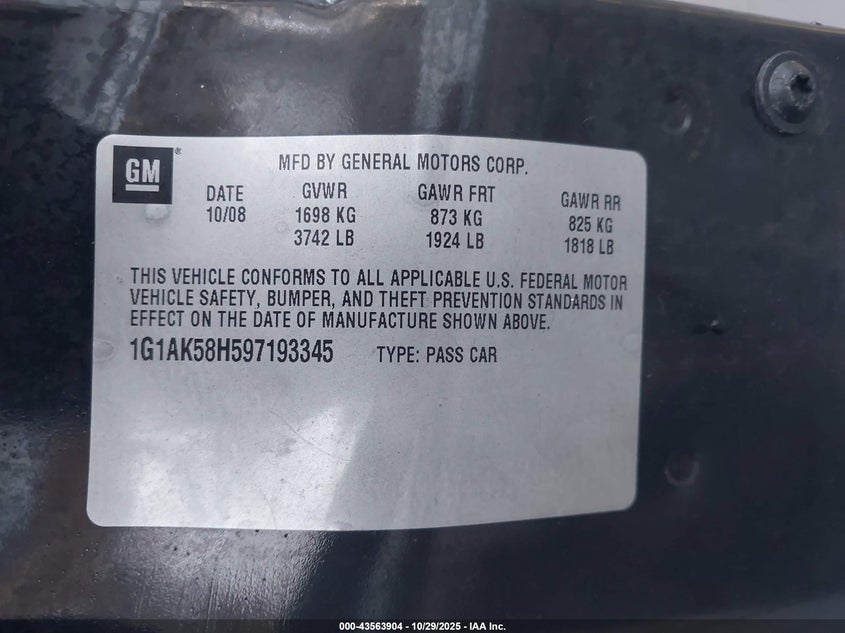 GM
MFD BY GENERAL MOTORS CORP.
DATE GVWR GAWR FRT GAWR RR
10/08 1698 KG 873 KG 825 KG
3742 LB 1924 LB 1818 LB
THIS VEHICLE CONFORMS TO ALL APPLICABLE U.S. FEDERAL MOTOR
VEHICLE SAFETY, BUMPER, AND THEFT PREVENTION STANDARDS IN
EFFECT ON THE DATE OF MANUFACTURE SHOWN ABOVE.
1G1AK58H597193345 TYPE: PASS CAR
000-43563904 - 10/29/2025 - IAA Inc.